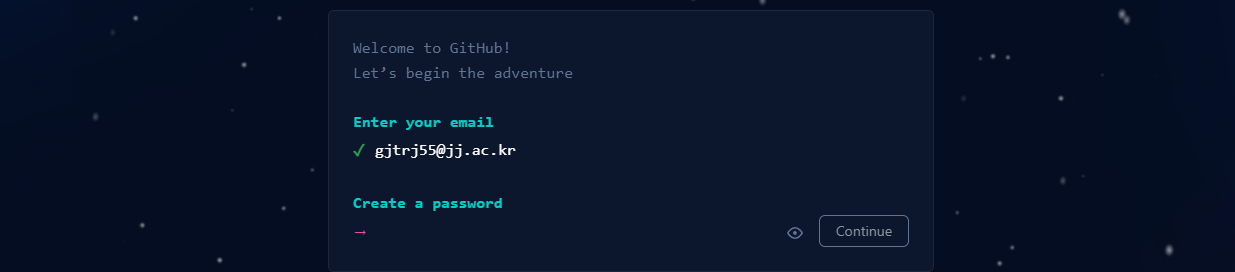 Welcome to GitHub!
Let’s begin the adventure
Enter your email
✓ gjtrj55@jj.ac.kr
Create a password
→
Continue